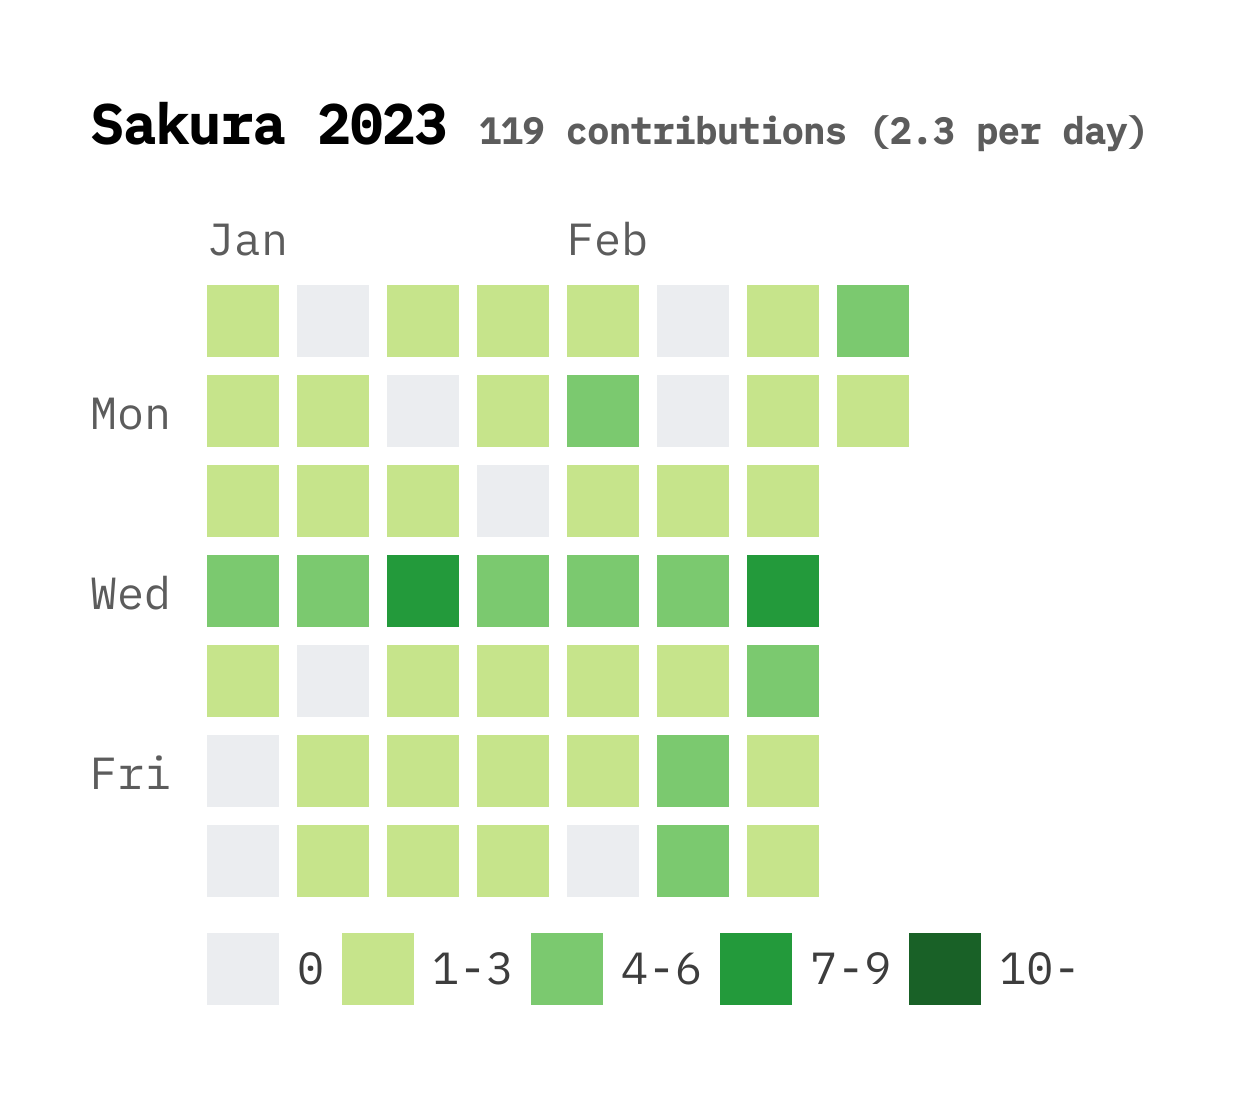 Sakura 2023 119 contributions (2.3 per day)
Jan Feb
Mon
Wed
Fri
0 1-3 4-6 7-9 10-